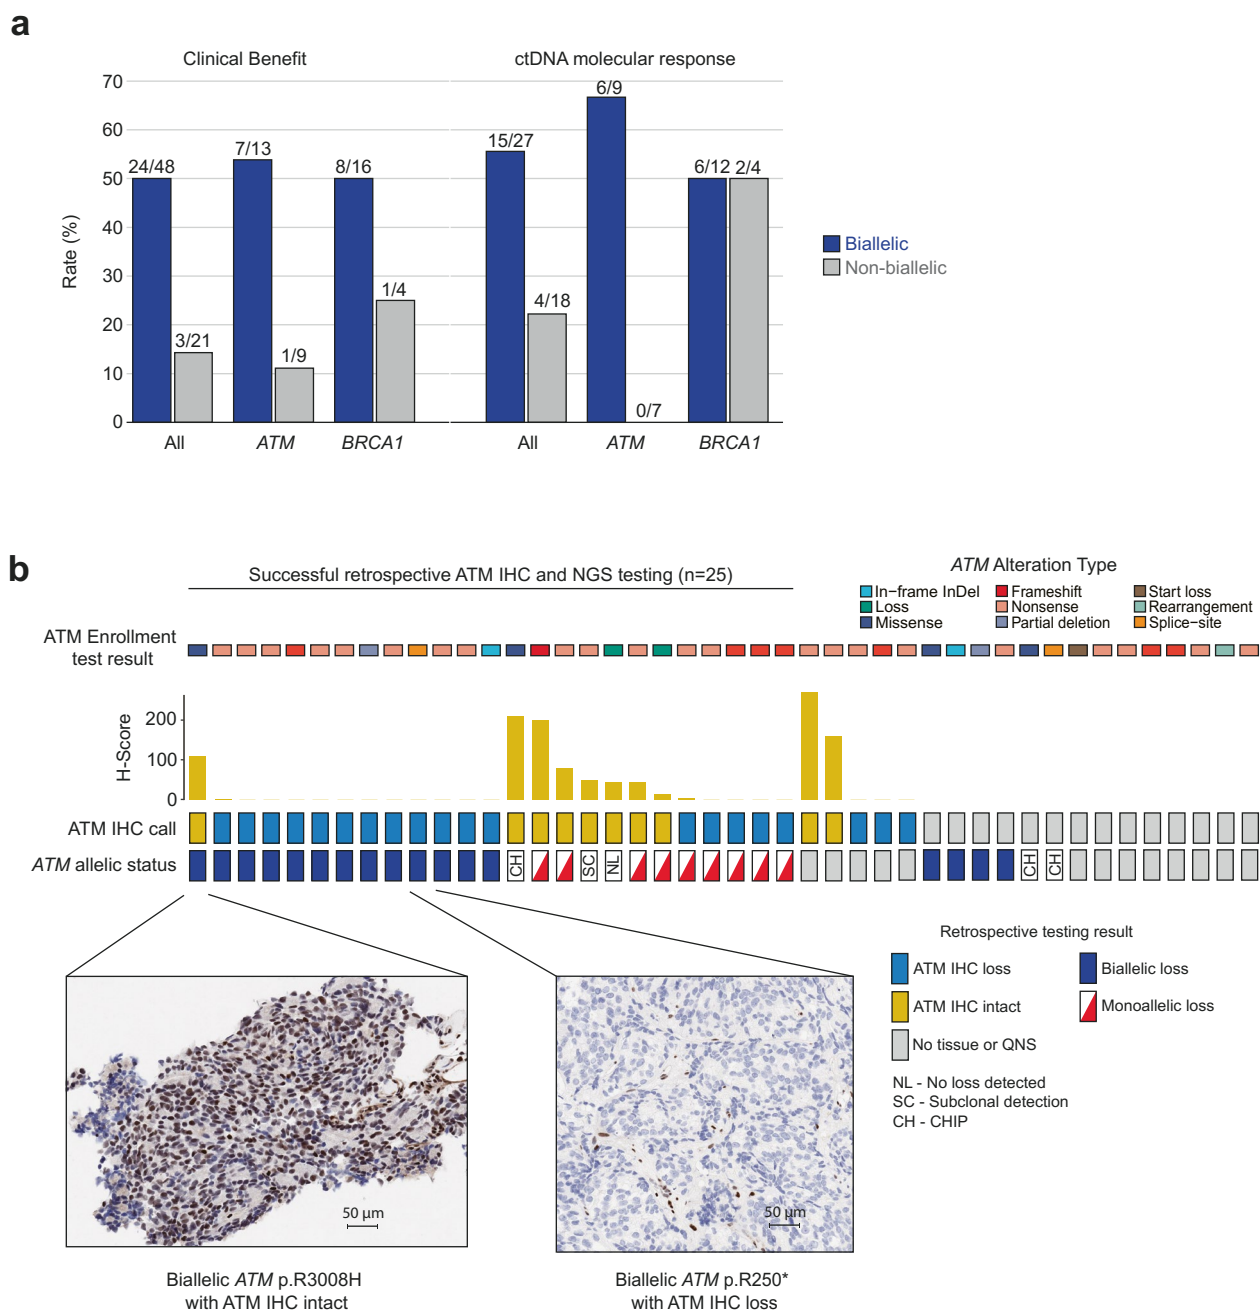 a
Clinical Benefit
ctDNA molecular response
Rate (%)
70
60
50
40
30
20
10
0
24/48
3/21
7/13
1/9
8/16
1/4
15/27
4/18
6/9
0/7
6/12
2/4
All
ATM
BRCA1
All
ATM
BRCA1
Biallelic
Non-biallelic
b
Successful retrospective ATM IHC and NGS testing (n=25)
ATM Alteration Type
In-frame InDel
Loss
Missense
Frameshift
Nonsense
Partial deletion
Start loss
Rearrangement
Splice-site
ATM Enrollment
test result
H-Score
200
100
0
ATM IHC call
ATM allelic status
CH
SC
NL
CH
CH
Retrospective testing result
ATM IHC loss
ATM IHC intact
No tissue or QNS
Biallelic loss
Monoallelic loss
NL - No loss detected
SC - Subclonal detection
CH - CHIP
50 µm
50 µm
Biallelic ATM p.R3008H
with ATM IHC intact
Biallelic ATM p.R250*
with ATM IHC loss